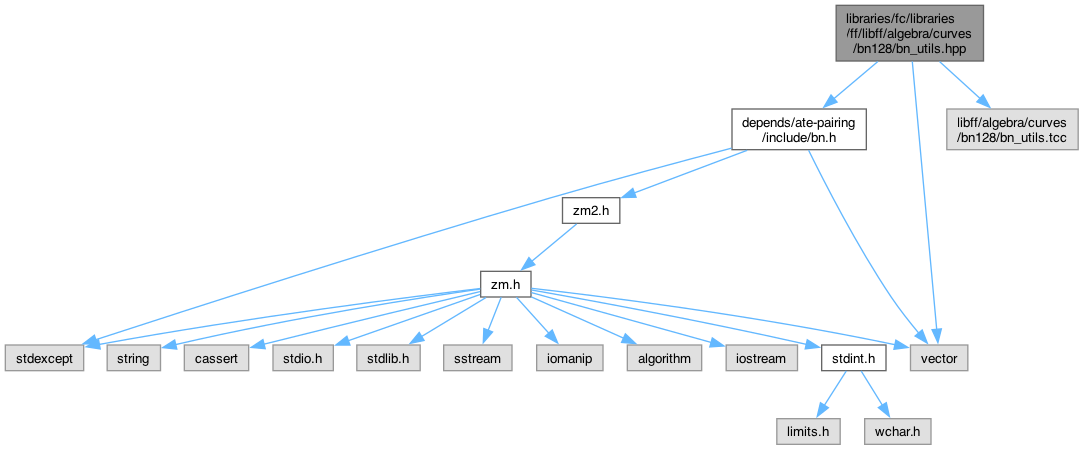 libraries/fc/libraries
/ff/libff/algebra/curves
/bn128/bn_utils.hpp
depends/ate-pairing
/include/bn.h
libff/algebra/curves
/bn128/bn_utils.tcc
zm2.h
zm.h
stdexcept
string
cassert
stdio.h
stdlib.h
sstream
iomanip
algorithm
iostream
stdint.h
vector
limits.h
wchar.h